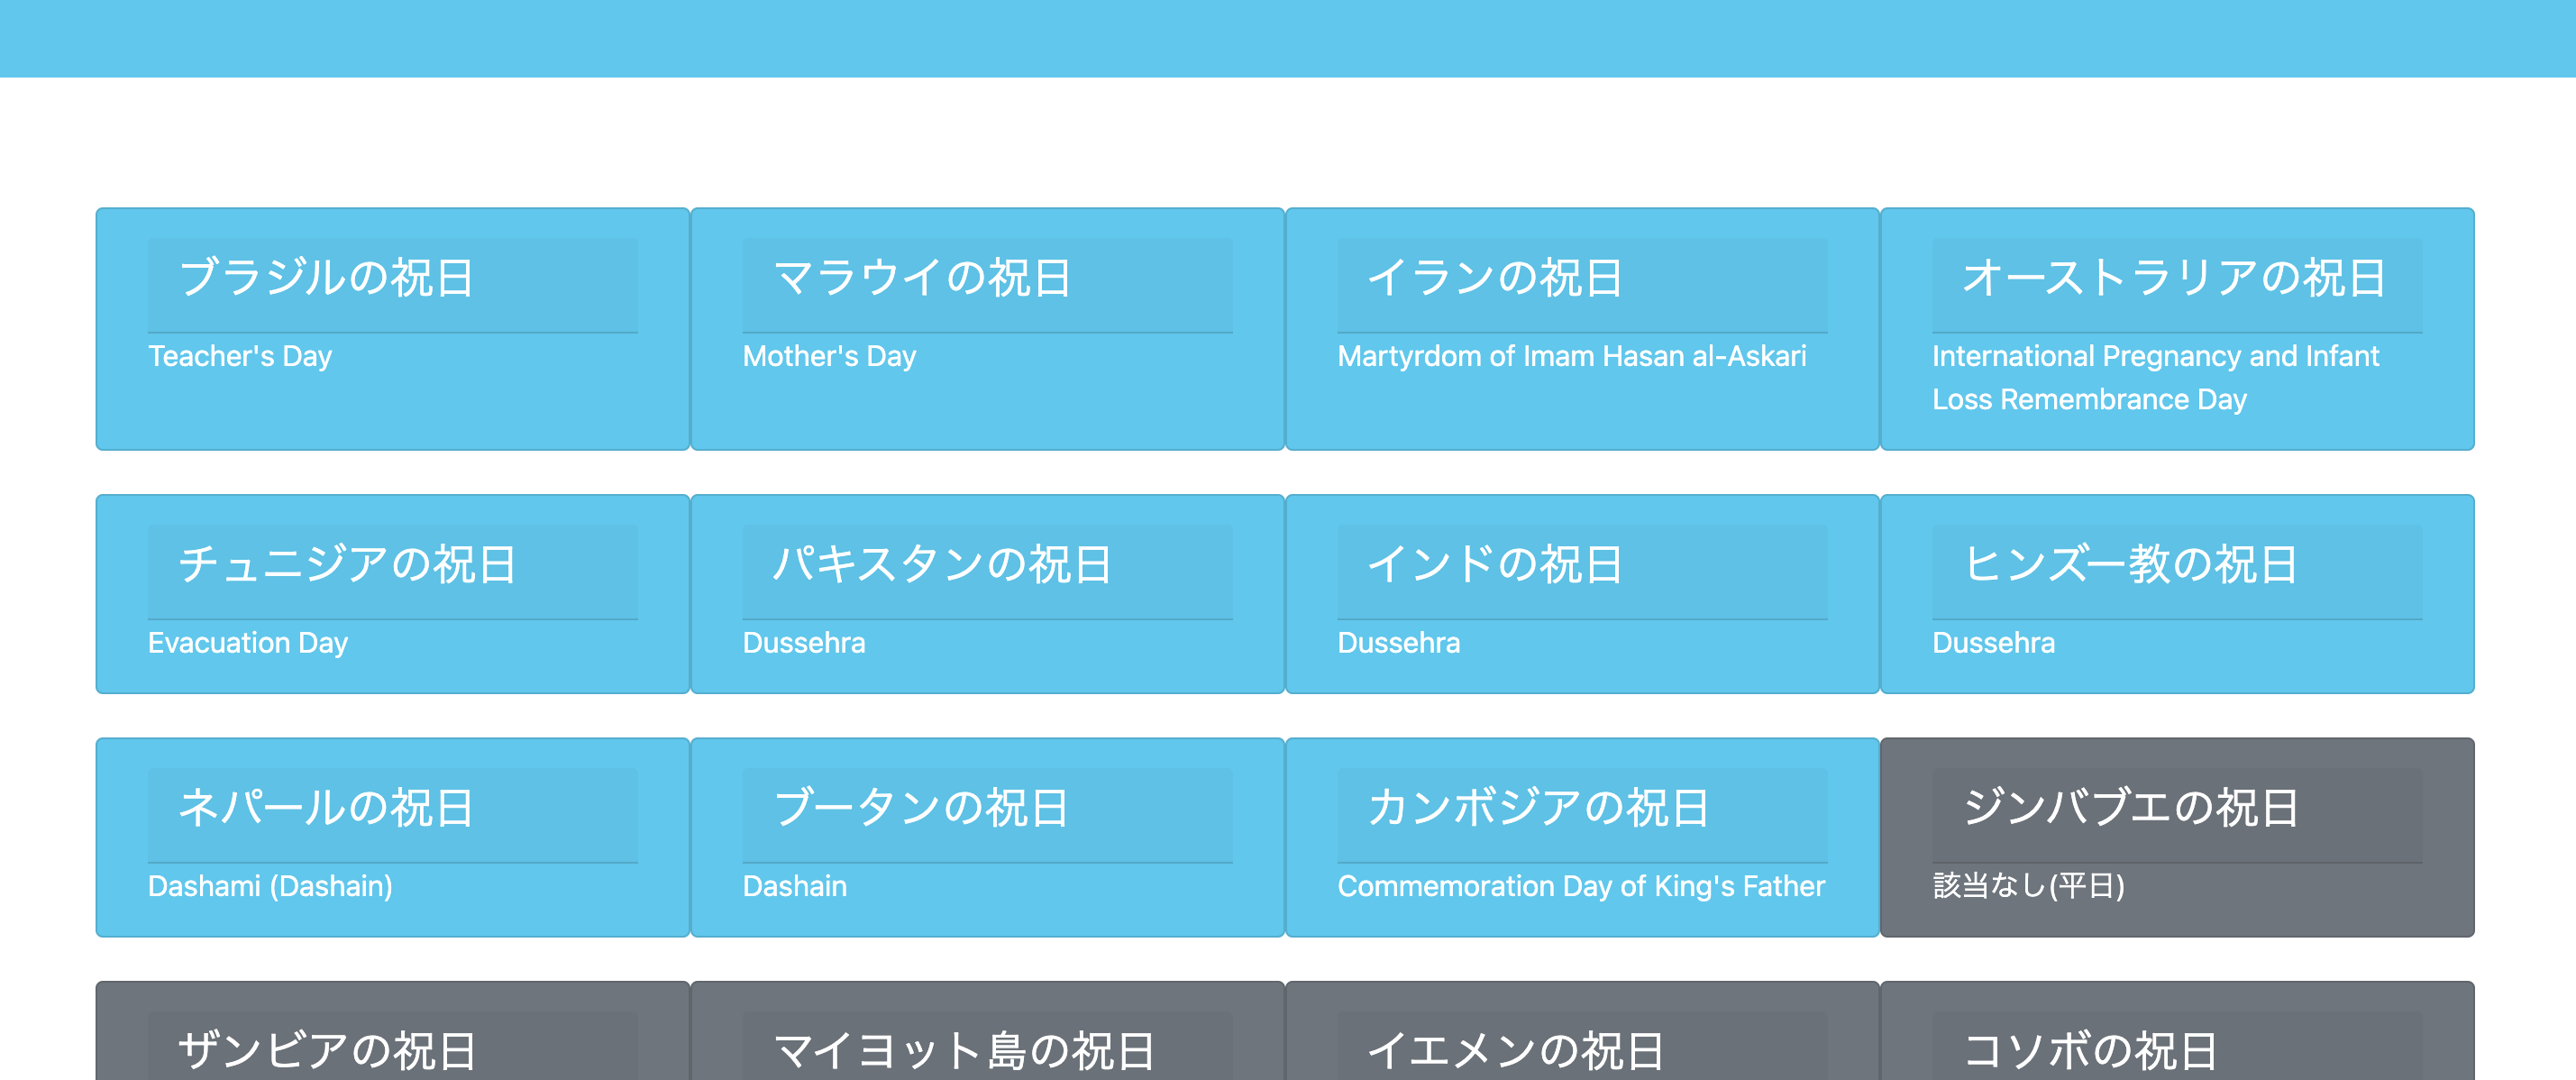 ブラジルの祝日
Teacher's Day
マラウイの祝日
Mother's Day
イランの祝日
Martyrdom of Imam Hasan al-Askari
オーストラリアの祝日
International Pregnancy and Infant
Loss Remembrance Day
チュニジアの祝日
Evacuation Day
パキスタンの祝日
Dussehra
インドの祝日
Dussehra
ヒンズー教の祝日
Dussehra
ネパールの祝日
Dashami (Dashain)
ブータンの祝日
Dashain
カンボジアの祝日
Commemoration Day of King's Father
ジンバブエの祝日
該当なし(平日)
ザンビアの祝日
マイヨット島の祝日
イエメンの祝日
コソボの祝日